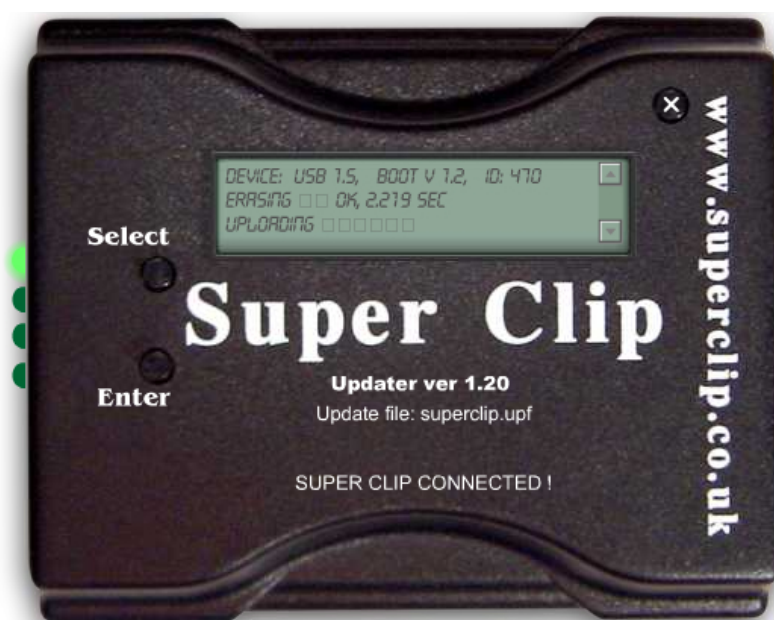 DEVICE: USB 1.5, BOOT V 1.2, ID: 470
ERASING □ □ OK, 2.219 SEC
UPLOADING □ □ □ □ □ □
Select
Super Clip
Updater ver 1.20
Enter
Update file: superclip.upf
SUPER CLIP CONNECTED !
www.superclip.co.uk